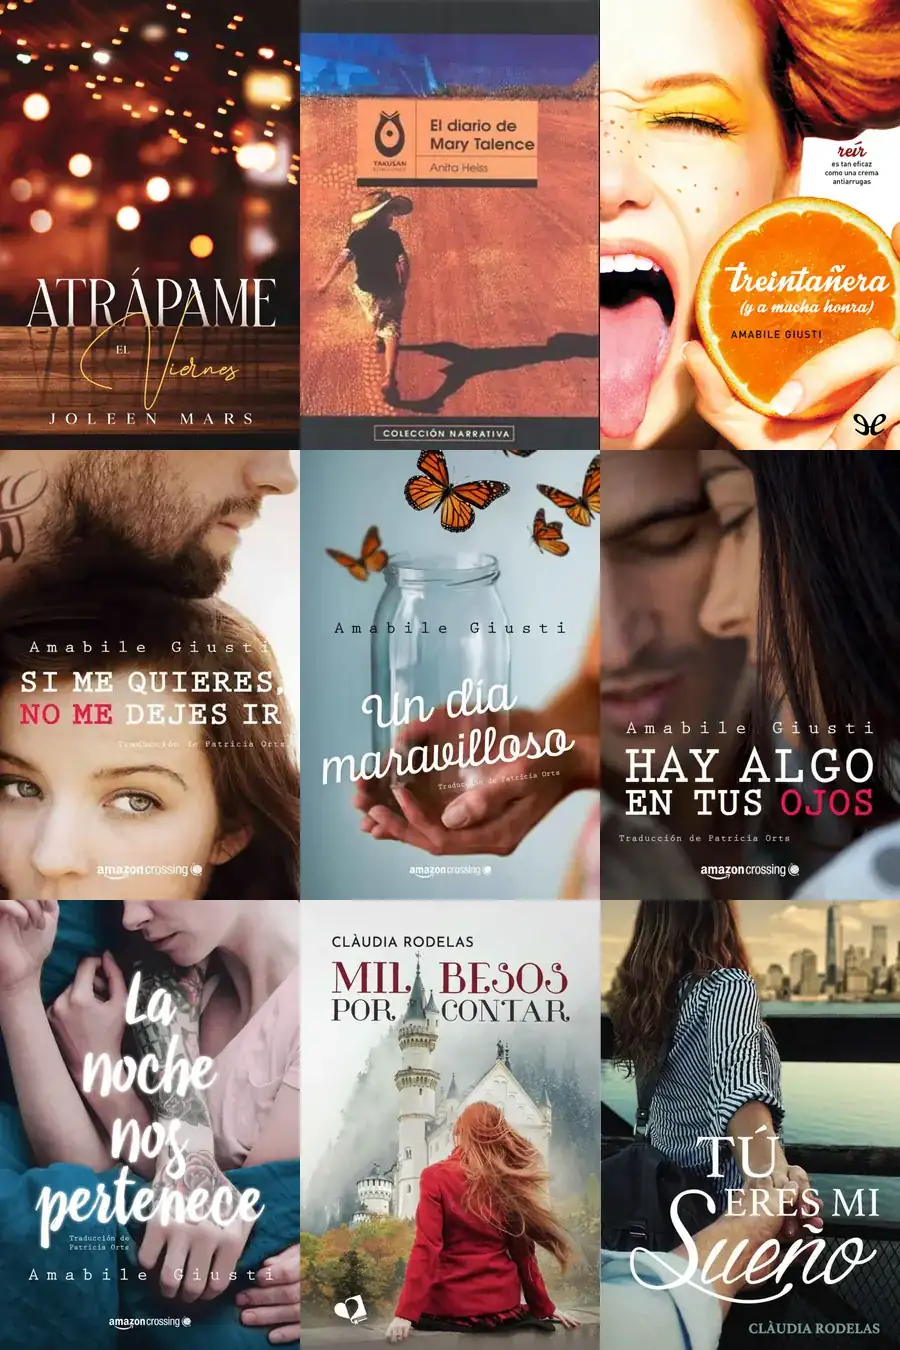 ATRÁPAME
EL
Viernes
JOLEEN MARS
TAKUSAN
El diario de
Mary Talence
Anita Heiss
COLECCIÓN NARRATIVA
reír
es tan eficaz
como una crema
antiarrugas
treintañera
(y a mucha honra)
AMABILE GIUSTI
Amabile Giusti
SI ME QUIERES,
NO ME DEJES IR
Traducción de Patricia Orts
amazoncrossing
Amabile Giusti
Un día
maravilloso
Traducción de Patricia Orts
amazoncrossing
Amabile Giusti
HAY ALGO
EN TUS OJOS
Traducción de Patricia Orts
amazoncrossing
La
noche
nos
pertenece
Traducción de
Patricia Orts
Amabile Giusti
amazoncrossing
CLÀUDIA RODELAS
MIL BESOS
POR CONTAR
TÚ
ERES MI
Sueño
CLÀUDIA RODELAS